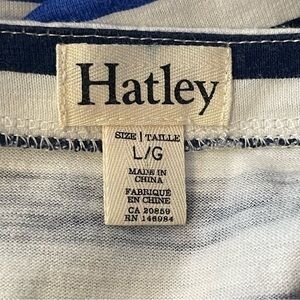 Hatley
SIZE | TAILLE
L/G
MADE IN
CHINA
FABRIQUÉ
EN CHINE
CA 20859
RN 146984